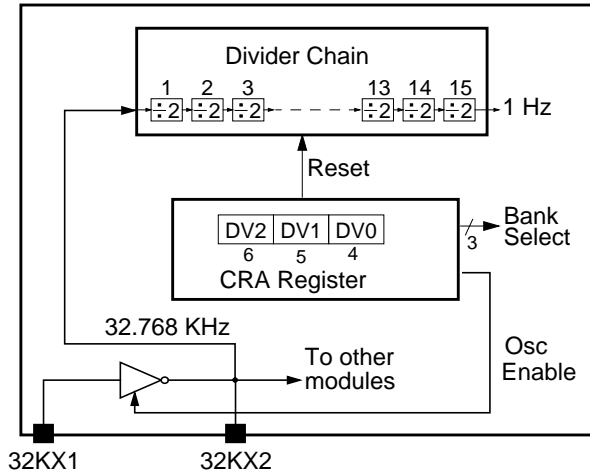 Divider Chain
1 2 3 13 14 15
÷2 ÷2 ÷2 ÷2 ÷2 ÷2 1 Hz
Reset
DV2 DV1 DV0
6 5 4
CRA Register
3
Bank
Select
32.768 KHz
To other
modules
Osc
Enable
32KX1 32KX2